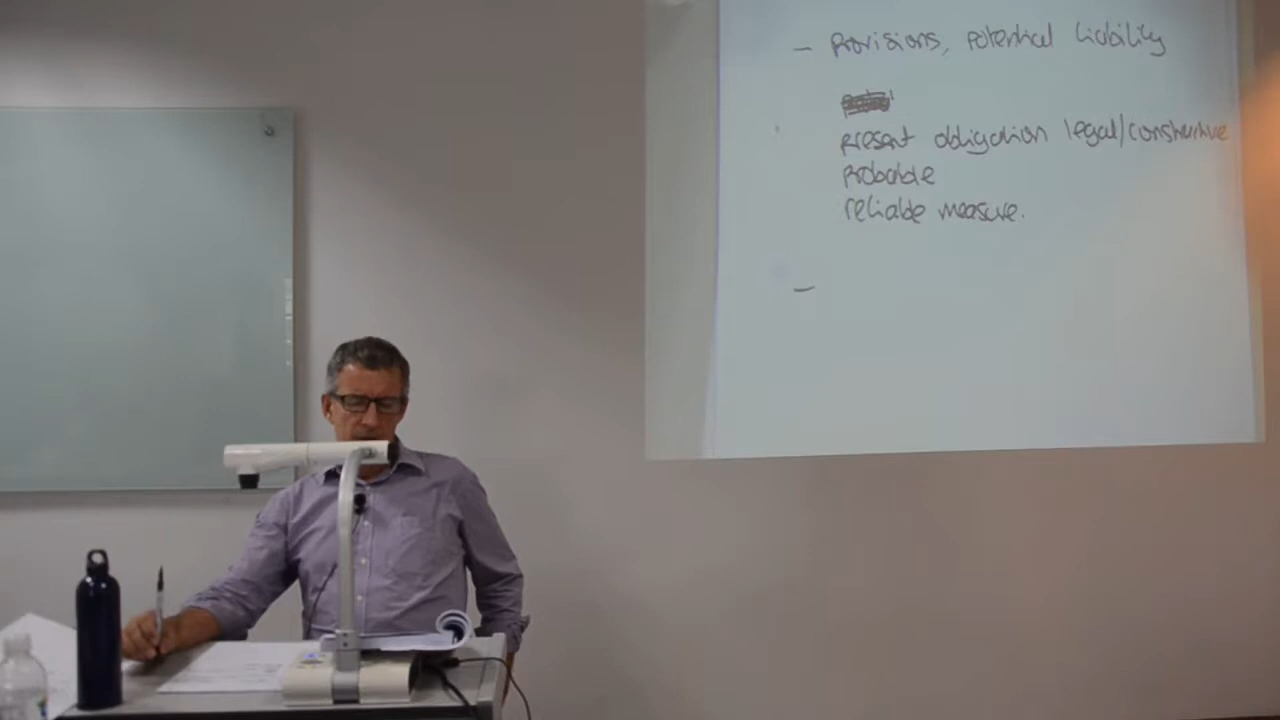 – provisions, potential liability
present obligation legal/constructive
probable
reliable measure.
–